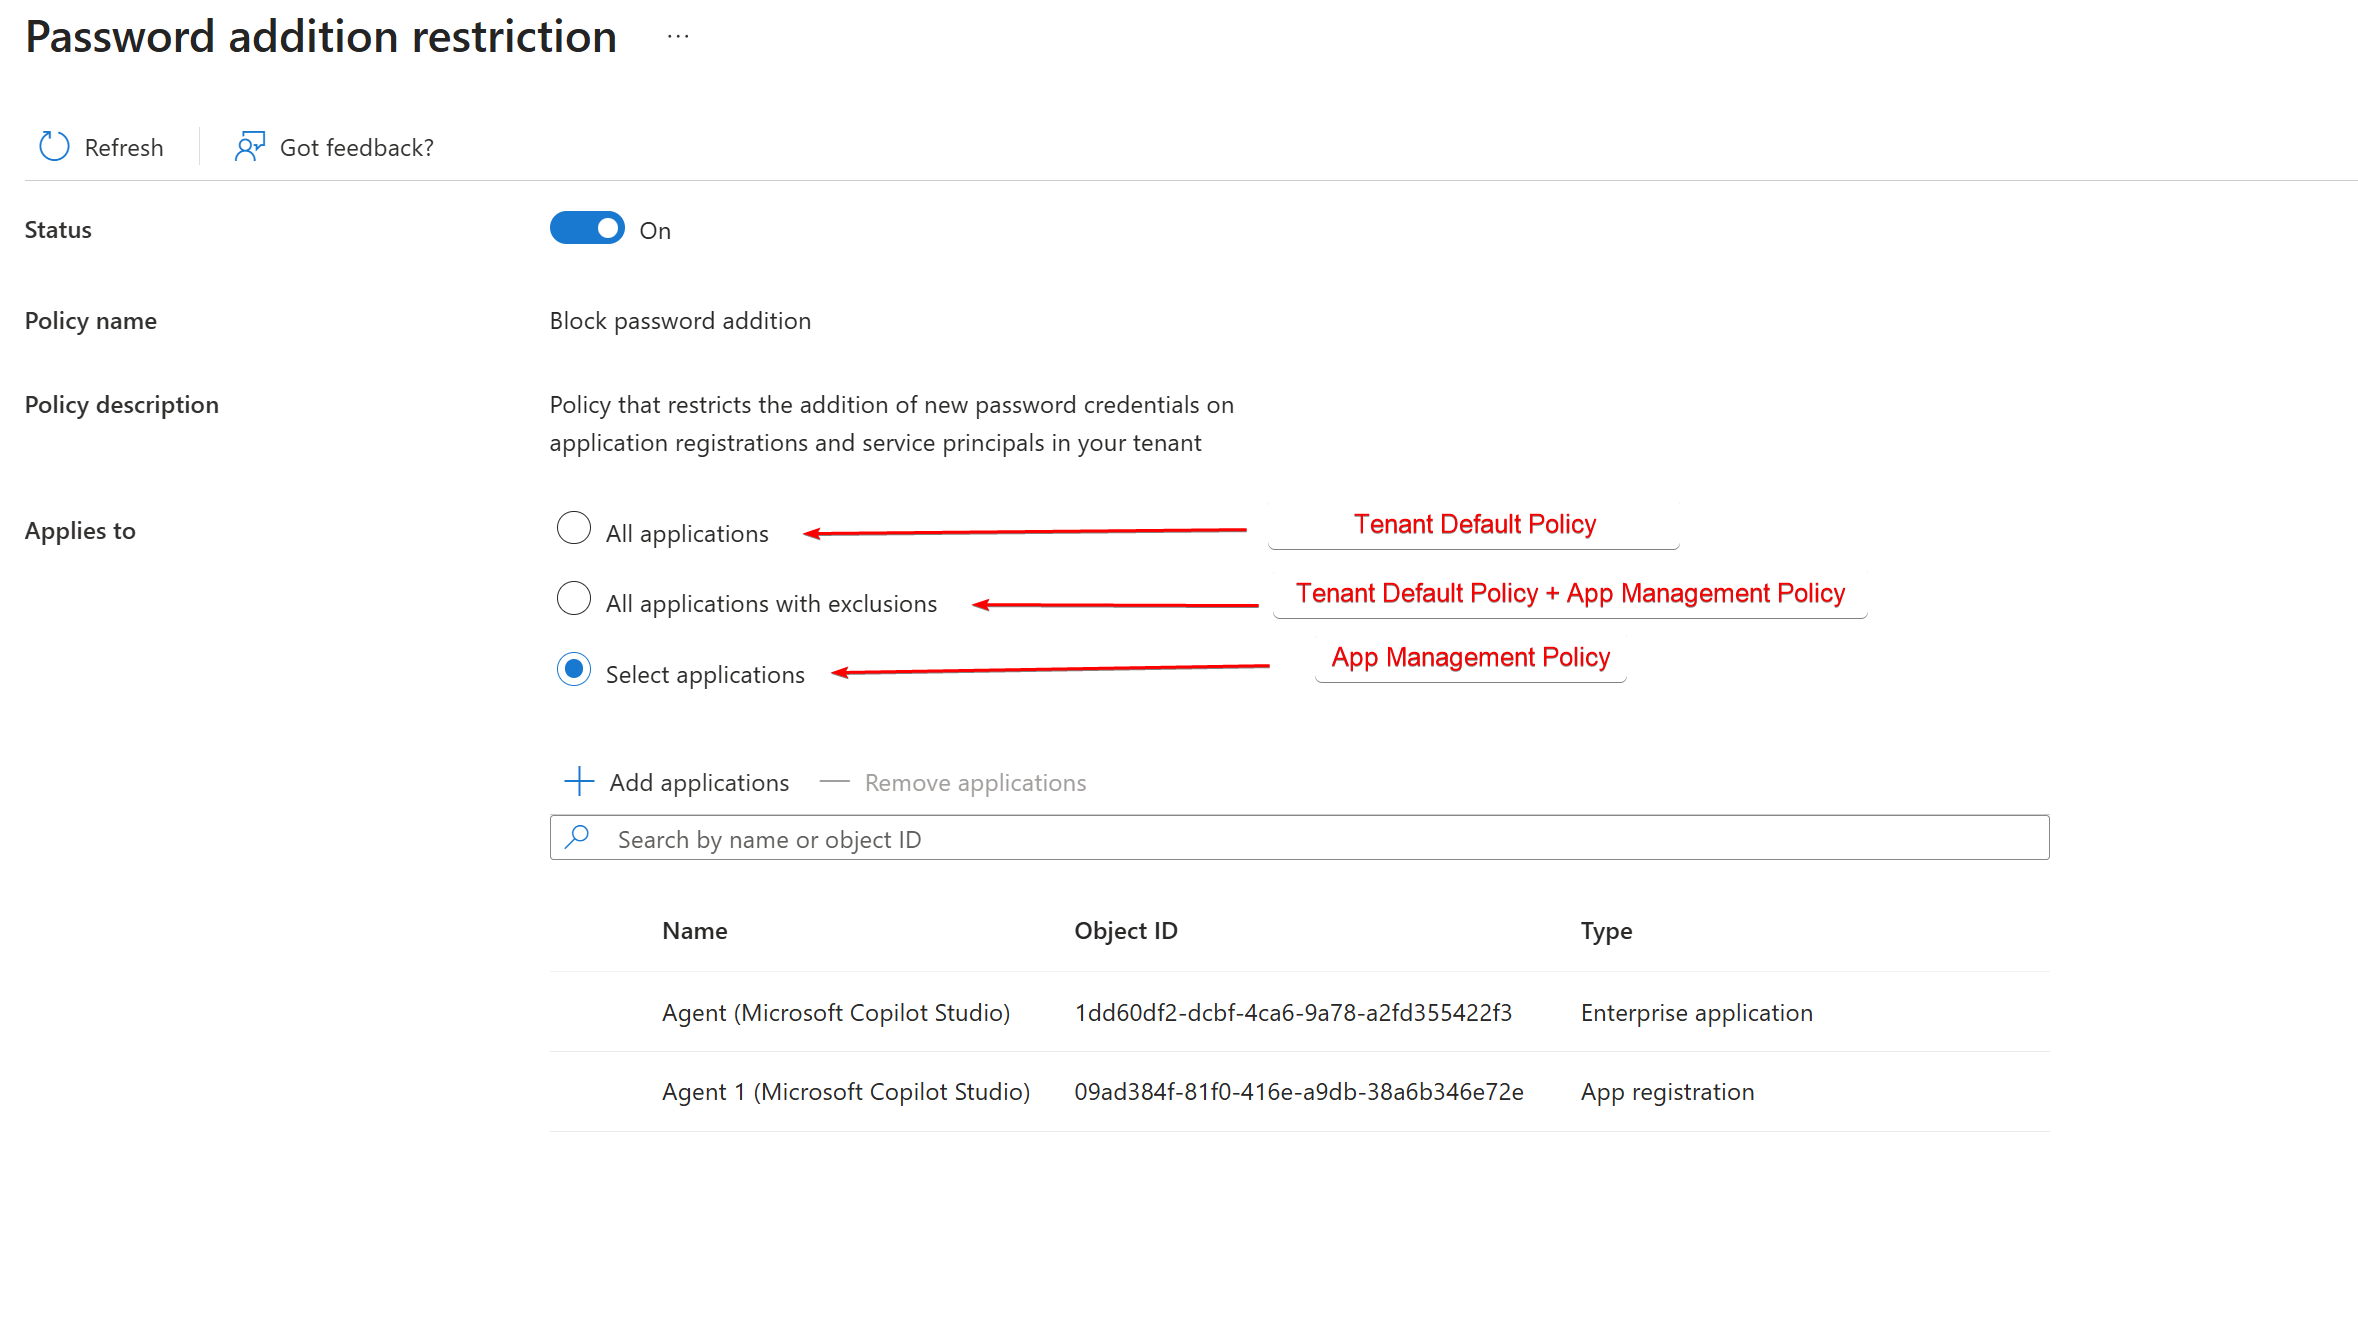 Password addition restriction ...
Refresh
Got feedback?
Status
On
Policy name
Block password addition
Policy description
Policy that restricts the addition of new password credentials on
application registrations and service principals in your tenant
Applies to
All applications
Tenant Default Policy
All applications with exclusions
Tenant Default Policy + App Management Policy
Select applications
App Management Policy
Add applications
Remove applications
Search by name or object ID
Name Object ID Type
Agent (Microsoft Copilot Studio) 1dd60df2-dcbf-4ca6-9a78-a2fd355422f3 Enterprise application
Agent 1 (Microsoft Copilot Studio) 09ad384f-81f0-416e-a9db-38a6b346e72e App registration